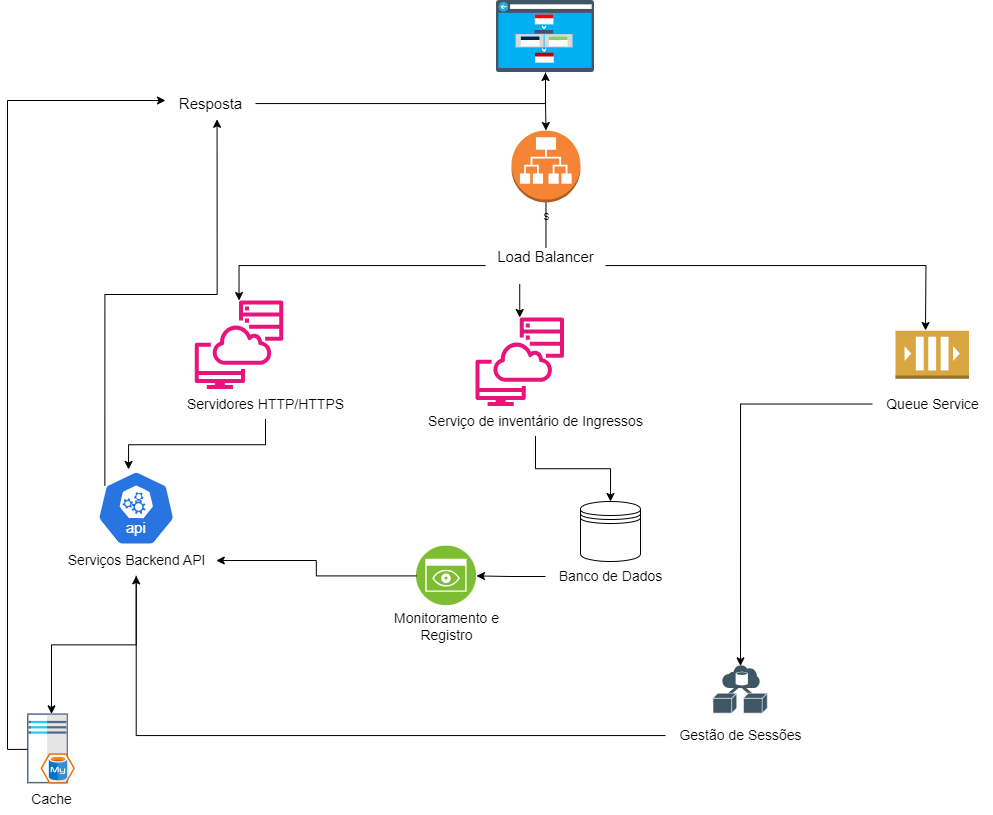 Resposta
$
Load Balancer
Servidores HTTP/HTTPS
Serviço de inventário de Ingressos
Queue Service
api
Serviços Backend API
Banco de Dados
Monitoramento e
Registro
Gestão de Sessões
My
Cache